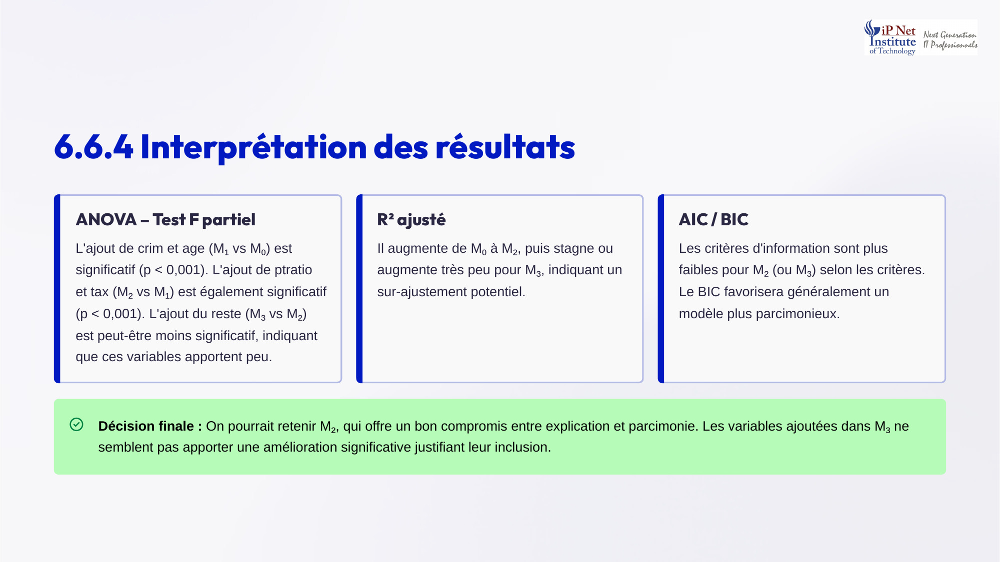 iP Net
Institute
of Technology
Next Generation
IT Professionnels
6.6.4 Interprétation des résultats
ANOVA – Test F partiel
L'ajout de crim et age (M₁ vs M₀) est
significatif (p < 0,001). L'ajout de ptratio
et tax (M₂ vs M₁) est également significatif
(p < 0,001). L'ajout du reste (M₃ vs M₂)
est peut-être moins significatif, indiquant
que ces variables apportent peu.
R² ajusté
Il augmente de M₀ à M₂, puis stagne ou
augmente très peu pour M₃, indiquant un
sur-ajustement potentiel.
AIC / BIC
Les critères d'information sont plus
faibles pour M₂ (ou M₃) selon les critères.
Le BIC favorisera généralement un
modèle plus parcimonieux.
Décision finale : On pourrait retenir M₂, qui offre un bon compromis entre explication et parcimonie. Les variables ajoutées dans M₃ ne
semblent pas apporter une amélioration significative justifiant leur inclusion.